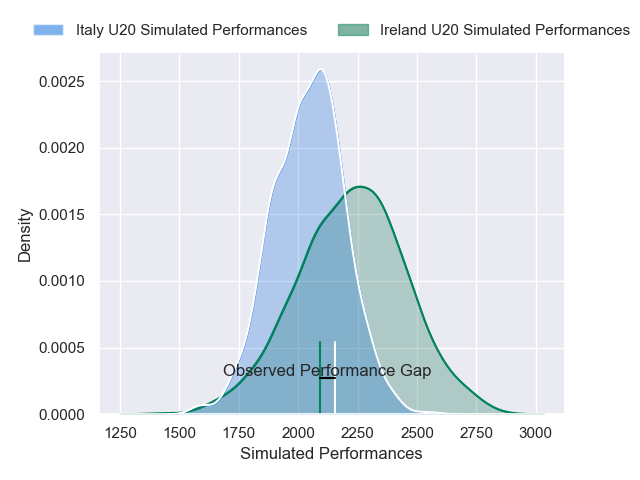 Italy U20 Simulated Performances
Ireland U20 Simulated Performances
0.0025
0.0020
0.0015
0.0010
0.0005
0.0000
Density
Observed Performance Gap
1250 1500 1750 2000 2250 2500 2750 3000
Simulated Performances